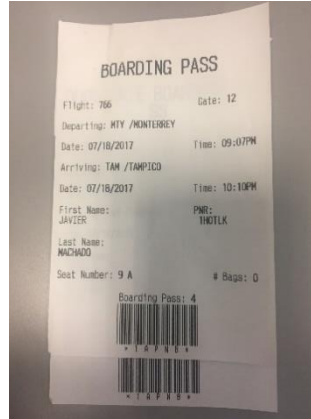 BOARDING PASS
Flight: 766 Gate: 12
Departing: MTY /MONTERREY
Date: 07/18/2017 Time: 09:07PM
Arriving: TAM /TAMPICO
Date: 07/18/2017 Time: 10:10PM
First Name: PNR:
JAVIER THOTLK
Last Name:
MACHADO
Seat Number: 9 A # Bags: 0
Boarding Pass: 4
*TAPNB*
*TAPNB*